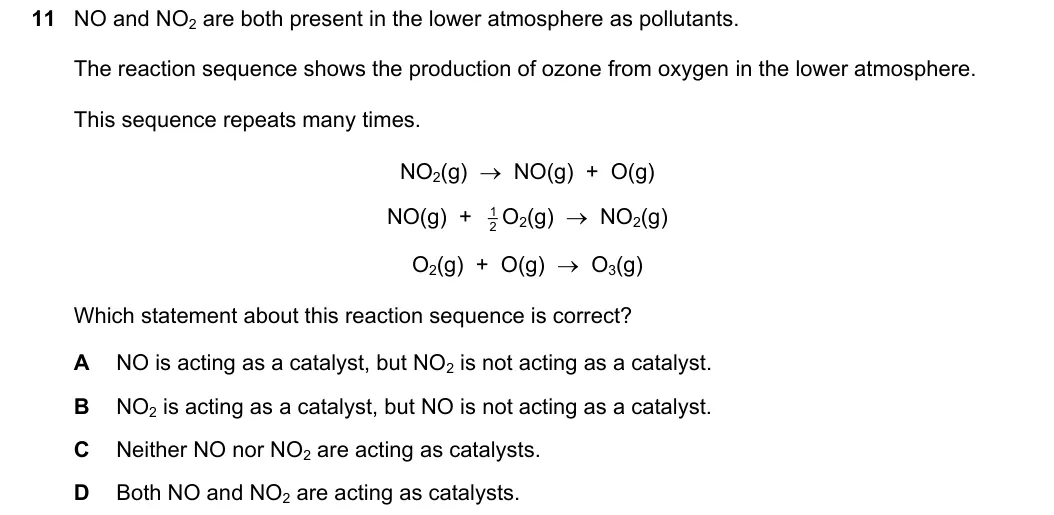 11 NO and NO₂ are both present in the lower atmosphere as pollutants.
The reaction sequence shows the production of ozone from oxygen in the lower atmosphere.
This sequence repeats many times.
NO₂(g) → NO(g) + O(g)
NO(g) + ½O₂(g) → NO₂(g)
O₂(g) + O(g) → O₃(g)
Which statement about this reaction sequence is correct?
A NO is acting as a catalyst, but NO₂ is not acting as a catalyst.
B NO₂ is acting as a catalyst, but NO is not acting as a catalyst.
C Neither NO nor NO₂ are acting as catalysts.
D Both NO and NO₂ are acting as catalysts.